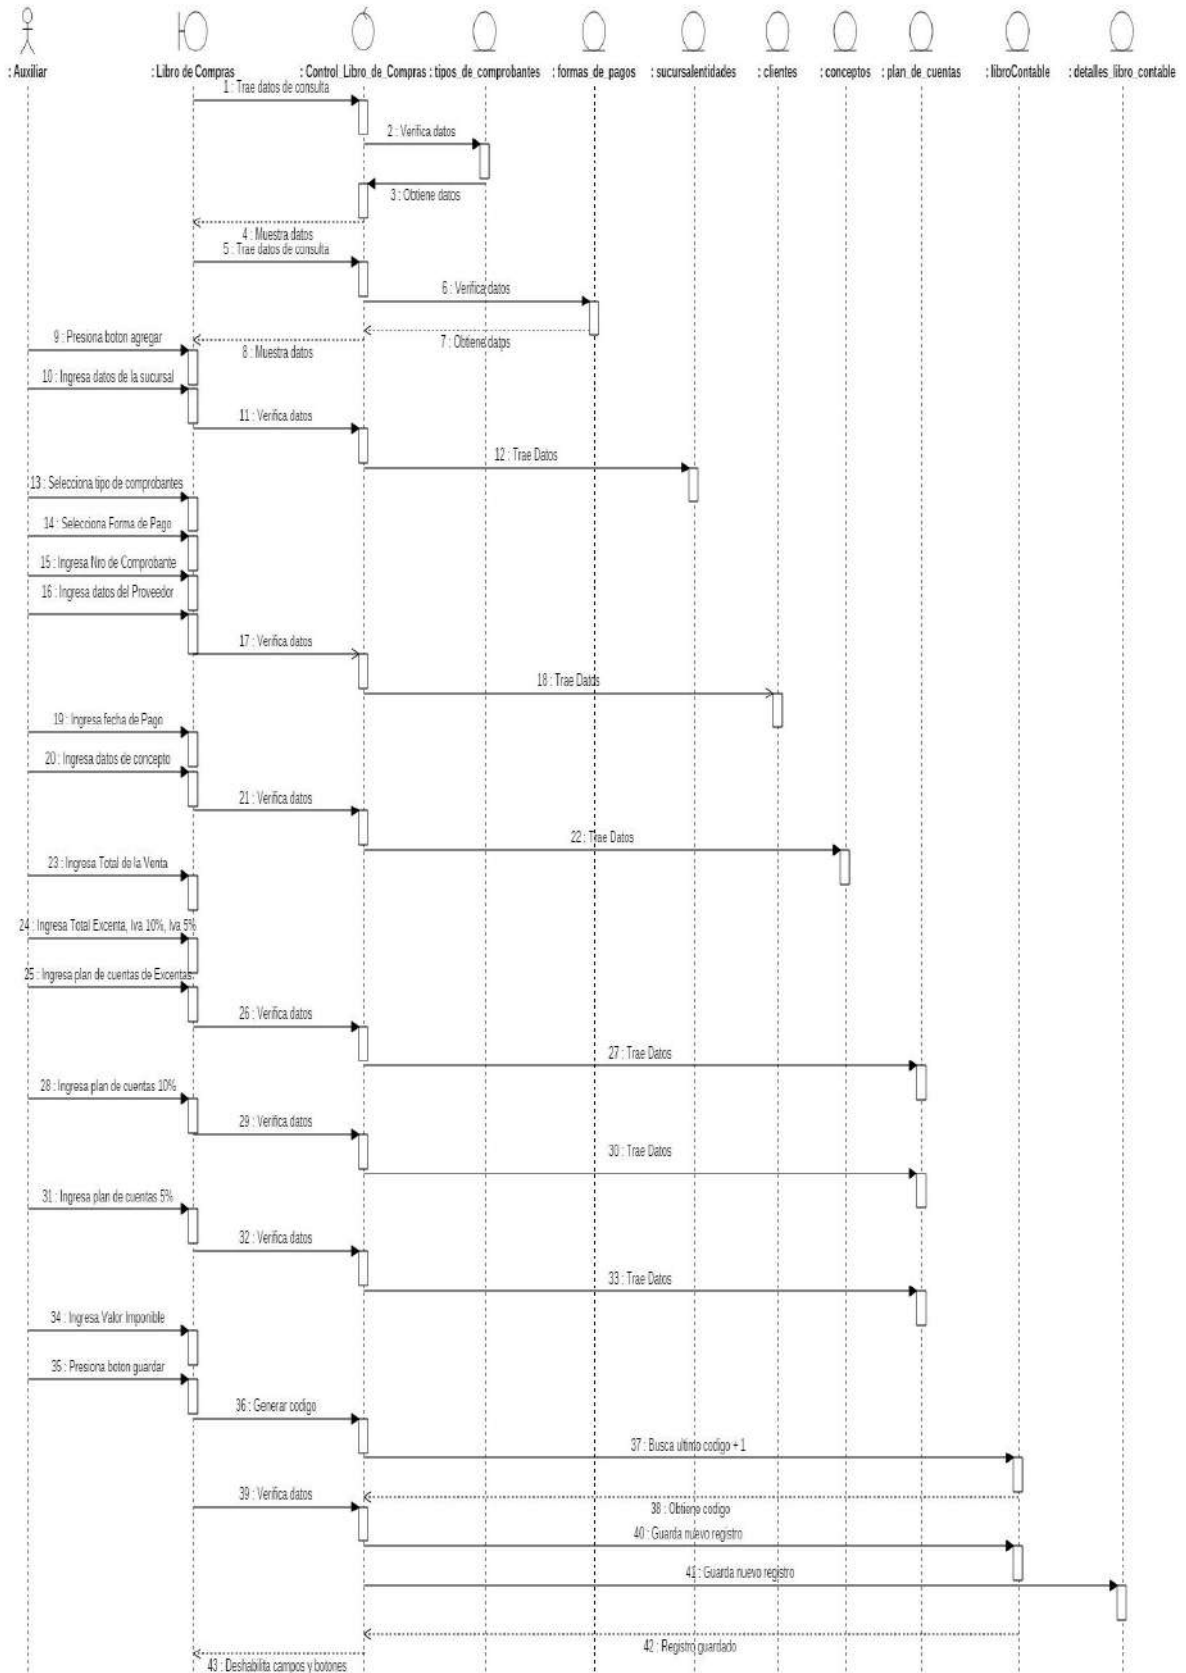 : Auxiliar
: Libro de Compras
: Control_Libro_de_Compras
: tipos_de_comprobantes
: formas_de_pagos
: sucursalentidades
: clientes
: conceptos
: plan_de_cuentas
: libroContable
: detalles_libro_contable
1 : Trae datos de consulta
2 : Verifica datos
3 : Obtiene datos
4 : Muestra datos
5 : Trae datos de consulta
6 : Verifica datos
7 : Obtiene datps
8 : Muestra datos
9 : Presiona boton agregar
10 : Ingresa datos de la sucursal
11 : Verifica datos
12 : Trae Datos
13 : Selecciona tipo de comprobantes
14 : Selecciona Forma de Pago
15 : Ingresa Nro de Comprobante
16 : Ingresa datos del Proveedor
17 : Verifica datos
18 : Trae Datos
19 : Ingresa fecha de Pago
20 : Ingresa datos de concepto
21 : Verifica datos
22 : Trae Datos
23 : Ingresa Total de la Venta
24 : Ingresa Total Excenta, Iva 10%, Iva 5%
25 : Ingresa plan de cuentas de Excentas
26 : Verifica datos
27 : Trae Datos
28 : Ingresa plan de cuentas 10%
29 : Verifica datos
30 : Trae Datos
31 : Ingresa plan de cuentas 5%
32 : Verifica datos
33 : Trae Datos
34 : Ingresa Valor Imponible
35 : Presiona boton guardar
36 : Generar codigo
37 : Busca ultimo codigo + 1
38 : Obtiene codigo
39 : Verifica datos
40 : Guarda nuevo registro
41 : Guarda nuevo registro
42 : Registro guardado
43 : Deshabilita campos y botones